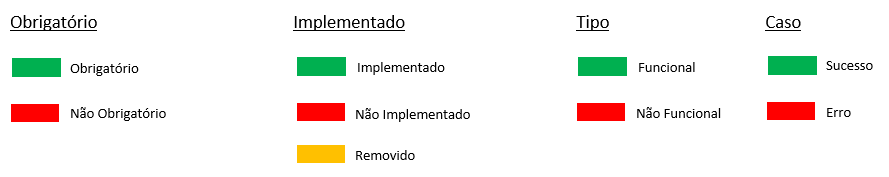 Obrigatório
Implementado
Tipo
Caso
Obrigatório
Implementado
Funcional
Sucesso
Não Obrigatório
Não Implementado
Não Funcional
Erro
Removido